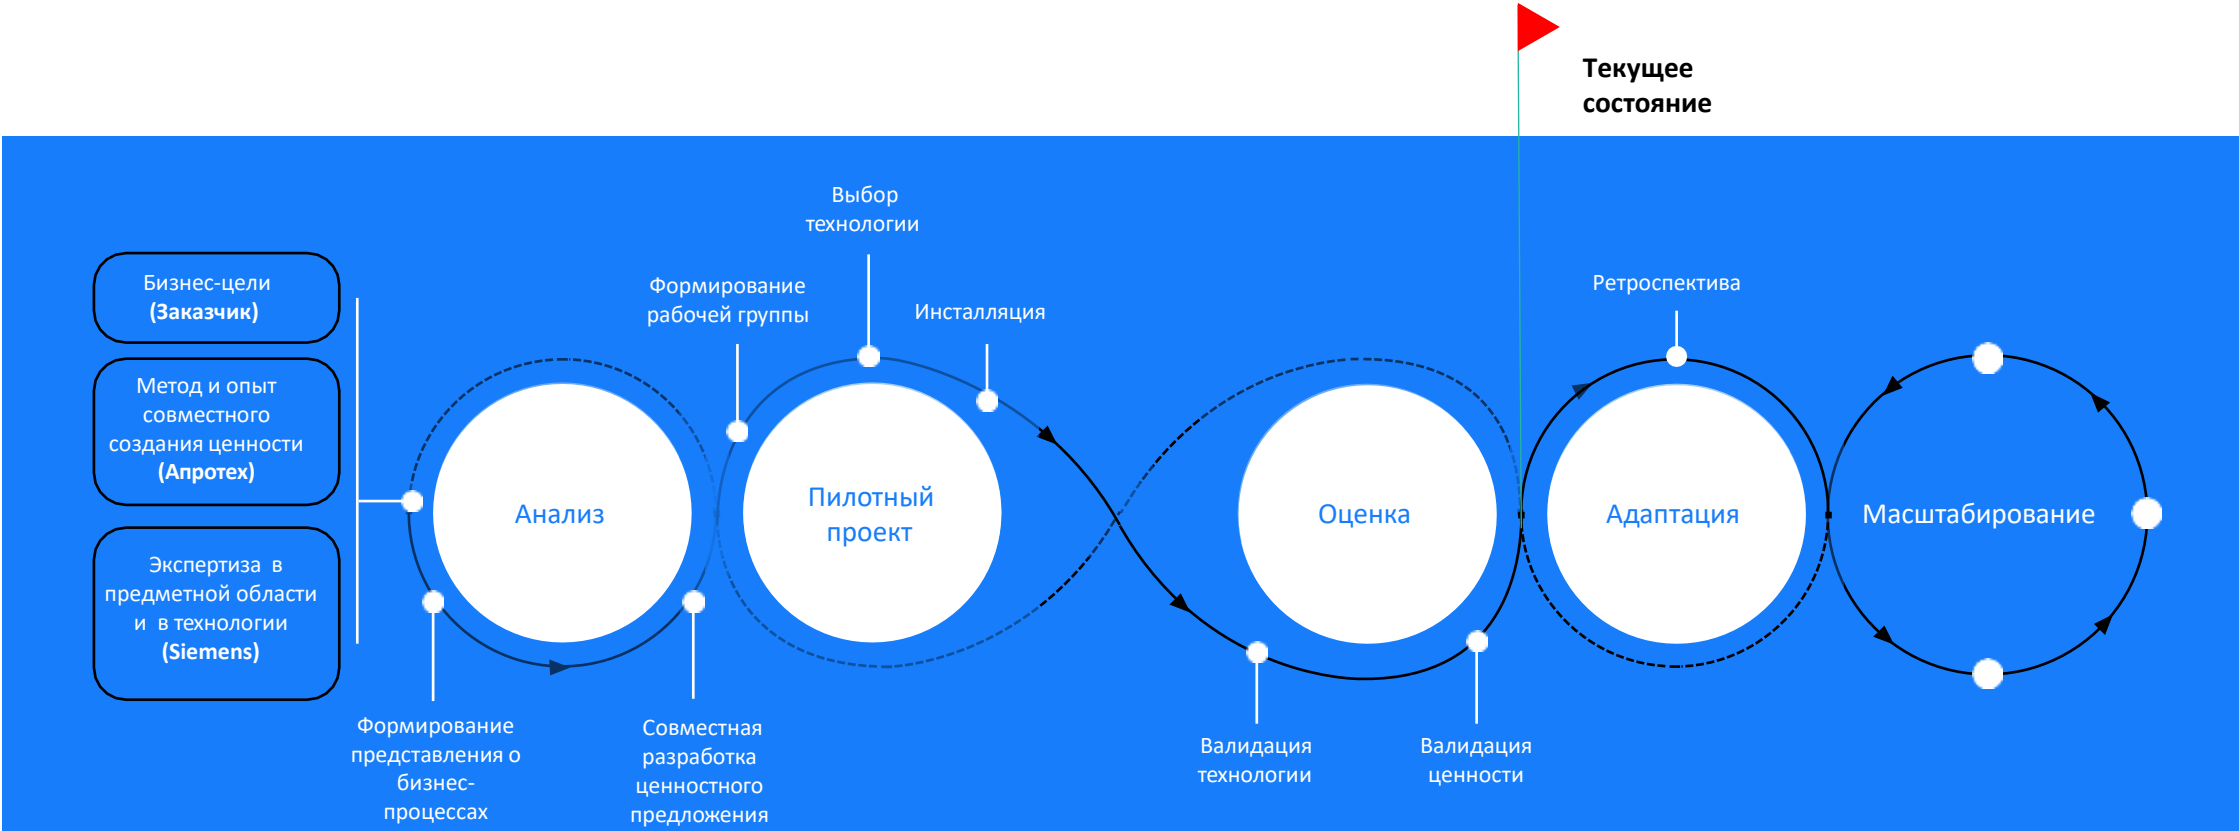 Текущее
состояние
Бизнес-цели
(Заказчик)
Метод и опыт
совместного
создания ценности
(Апротех)
Экспертиза в
предметной области
и в технологии
(Siemens)
Формирование
представления о
бизнес-
процессах
Анализ
Совместная
разработка
ценностного
предложения
Формирование
рабочей группы
Выбор
технологии
Инсталляция
Пилотный
проект
Валидация
технологии
Оценка
Валидация
ценности
Ретроспектива
Адаптация
Масштабирование